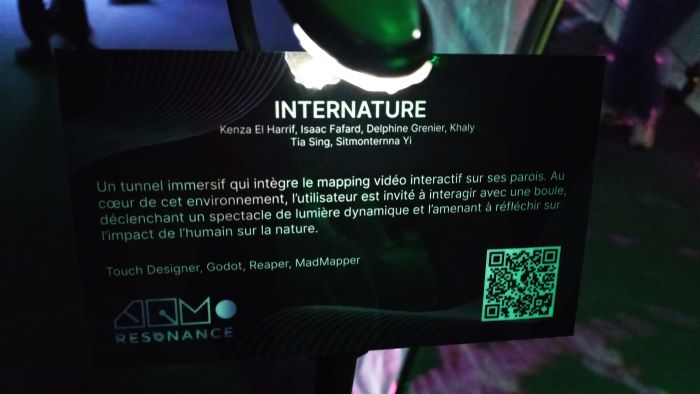 INTERNATURE
Kenza El Harrif, Isaac Fafard, Delphine Grenier, Khaly
Tia Sing, Sitmonternna Yi
Un tunnel immersif qui intègre le mapping vidéo interactif sur ses parois. Au
cœur de cet environnement, l'utilisateur est invité à interagir avec une boule,
déclenchant un spectacle de lumière dynamique et l'amenant à réfléchir sur
l'impact de l'humain sur la nature.
Touch Designer, Godot, Reaper, MadMapper
RESONANCE